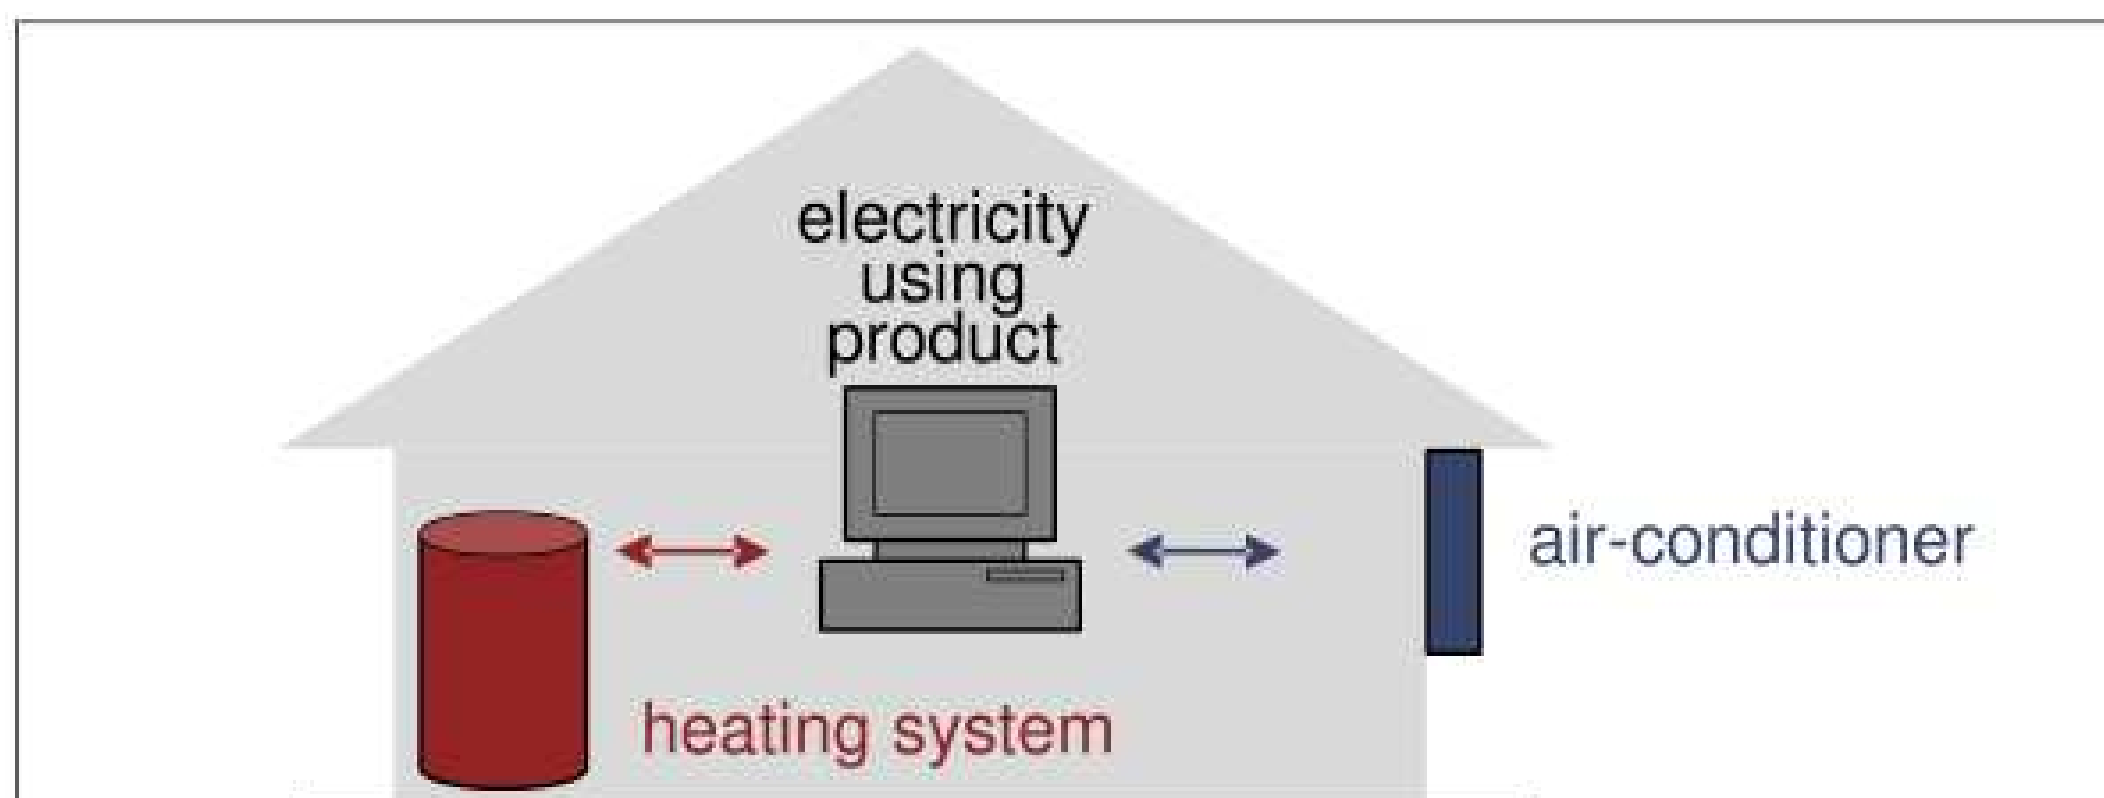 electricity
using
product
air-conditioner
heating system